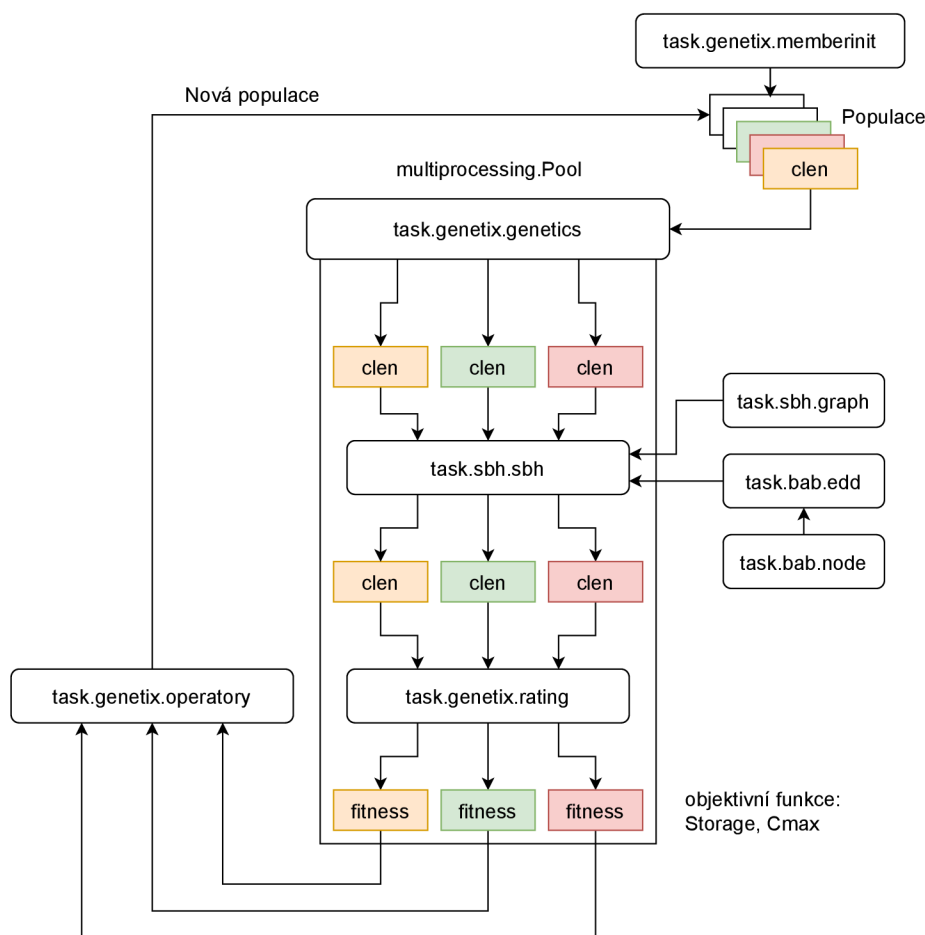 task.genetix.memberinit
Nová populace
Populace
clen
multiprocessing.Pool
task.genetix.genetics
clen
clen
clen
task.sbh.graph
task.sbh.sbh
task.bab.edd
task.bab.node
clen
clen
clen
task.genetix.operatory
task.genetix.rating
fitness
fitness
fitness
objektivní funkce:
Storage, Cmax